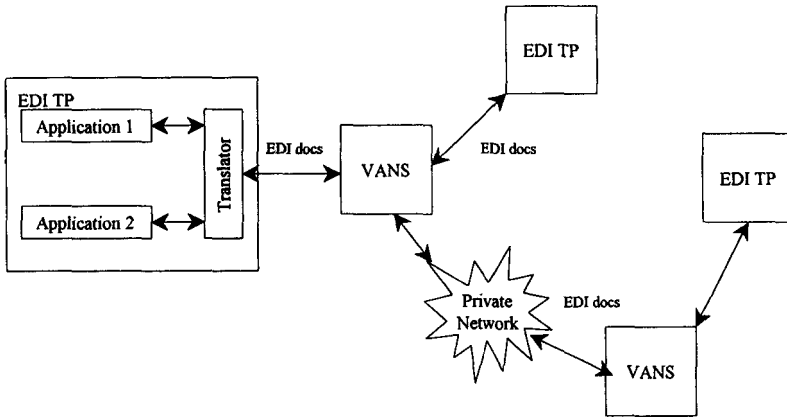 EDI TP
EDI TP
Application 1
Translator
Application 2
EDI docs
VANS
EDI docs
EDI TP
Private
Network
EDI docs
VANS